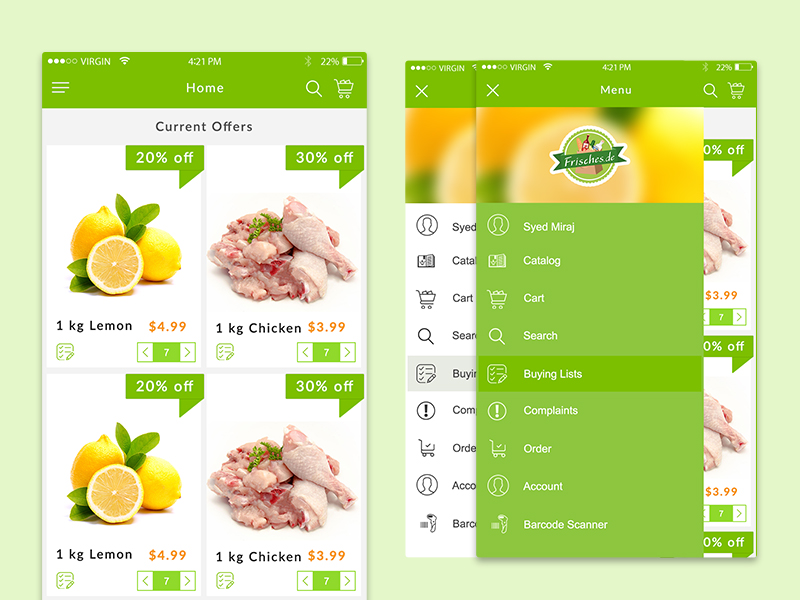 VIRGIN 4:21 PM 22%
Home
Current Offers
20% off
30% off
1 kg Lemon $4.99
7
1 kg Chicken $3.99
7
20% off
30% off
1 kg Lemon $4.99
7
1 kg Chicken $3.99
7
VIRGIN
Syed
Catal
Cart
Sear
Buyin
Com
Orde
Acco
Barc
VIRGIN 4:21 PM 22%
Menu
Frisches.de
Syed Miraj
Catalog
Cart
Search
Buying Lists
Complaints
Order
Account
Barcode Scanner
0% off
$3.99
7
0% off
$3.99
7
0% off